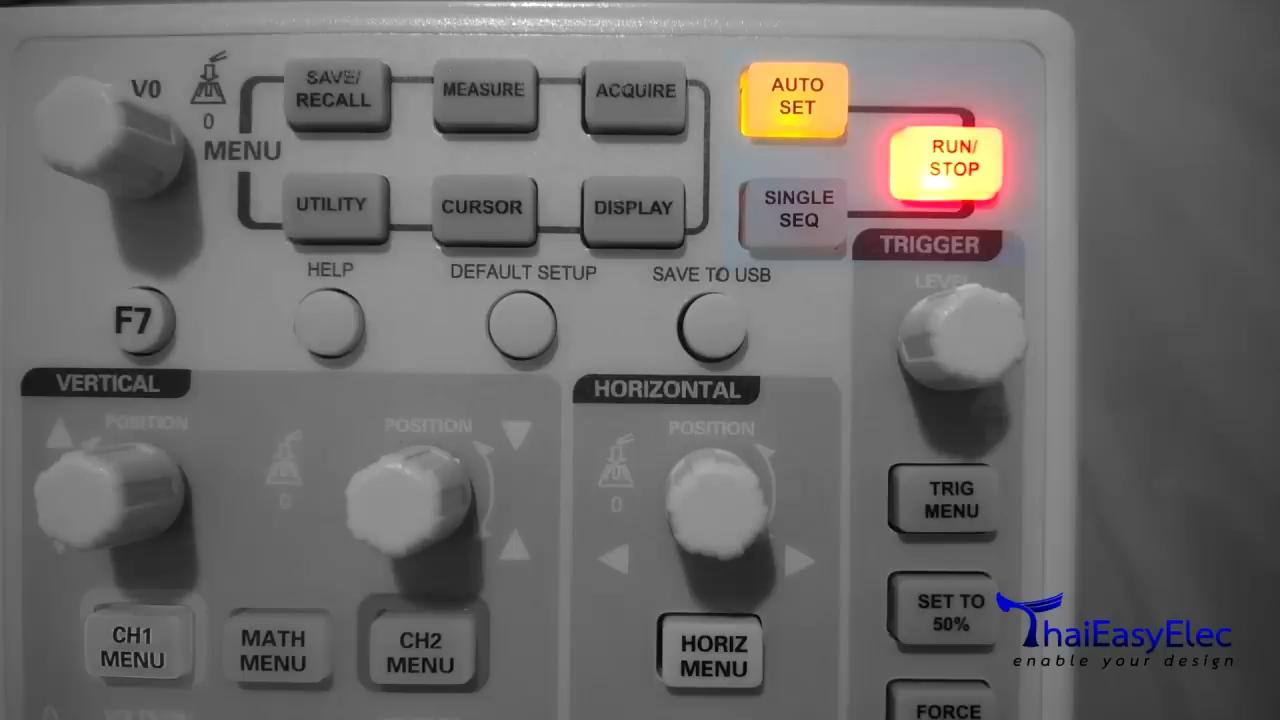 V0
0
MENU
SAVE/
RECALL
MEASURE
ACQUIRE
AUTO
SET
RUN/
STOP
UTILITY
CURSOR
DISPLAY
SINGLE
SEQ
TRIGGER
LEVEL
HELP
DEFAULT SETUP
SAVE TO USB
F7
VERTICAL
HORIZONTAL
POSITION
POSITION
POSITION
0
0
TRIG
MENU
SET TO
50%
CH1
MENU
MATH
MENU
CH2
MENU
HORIZ
MENU
FORCE
ThaiEasyElec
enable your design